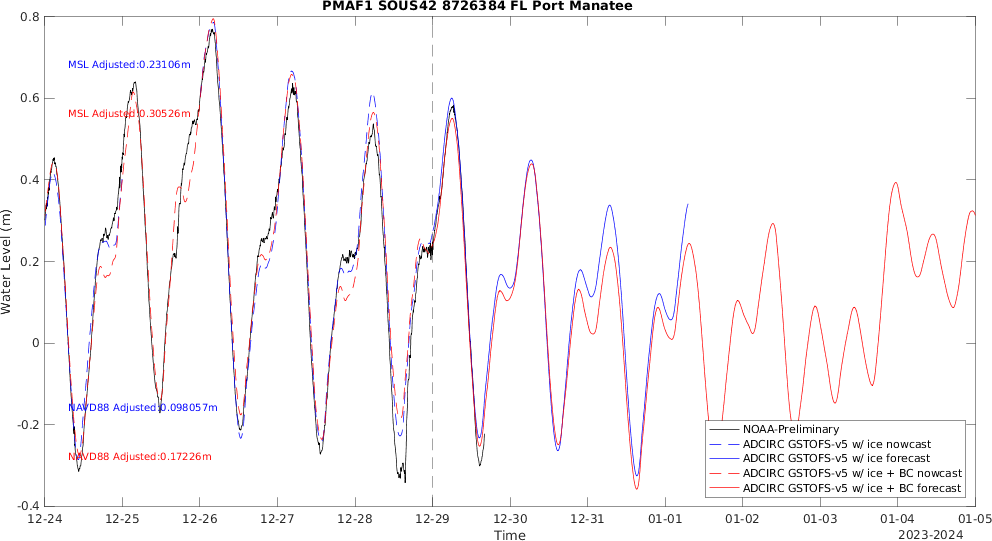 PMAF1 SOUS42 8726384 FL Port Manatee
0.8
0.6
0.4
0.2
0
-0.2
-0.4
Water Level (m)
MSL Adjusted:0.23106m
MSL Adjusted:0.30526m
NAVD88 Adjusted:0.098057m
NAVD88 Adjusted:0.17226m
NOAA-Preliminary
ADCIRC GSTOFS-v5 w/ ice nowcast
ADCIRC GSTOFS-v5 w/ ice forecast
ADCIRC GSTOFS-v5 w/ ice + BC nowcast
ADCIRC GSTOFS-v5 w/ ice + BC forecast
12-24 12-25 12-26 12-27 12-28 12-29 12-30 12-31 01-01 01-02 01-03 01-04 01-05
Time
2023-2024